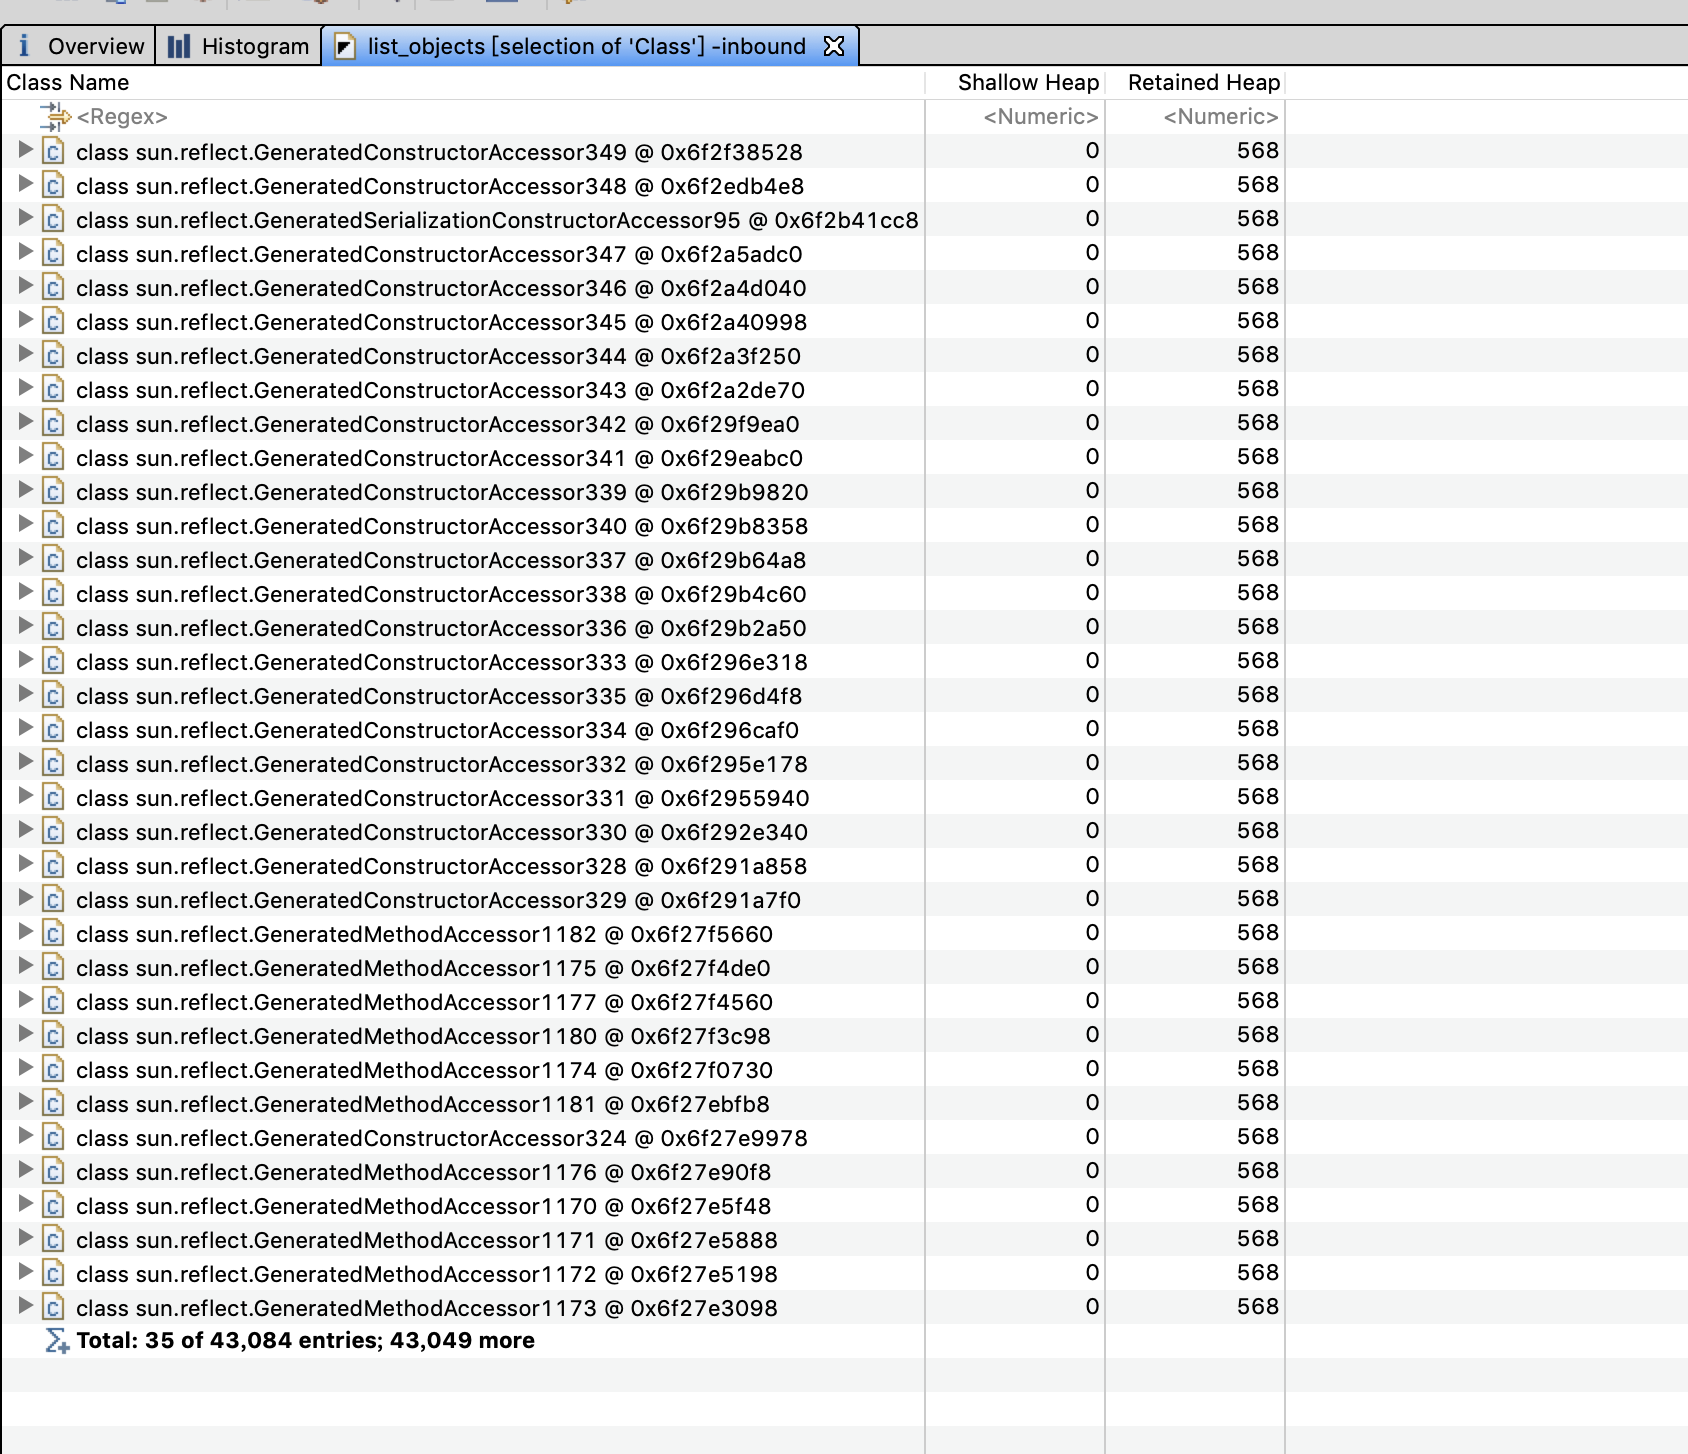 Overview Histogram list_objects [selection of 'Class'] -inbound
Class Name Shallow Heap Retained Heap
<Regex> <Numeric> <Numeric>
class sun.reflect.GeneratedConstructorAccessor349 @ 0x6f2f38528 0 568
class sun.reflect.GeneratedConstructorAccessor348 @ 0x6f2edb4e8 0 568
class sun.reflect.GeneratedSerializationConstructorAccessor95 @ 0x6f2b41cc8 0 568
class sun.reflect.GeneratedConstructorAccessor347 @ 0x6f2a5adc0 0 568
class sun.reflect.GeneratedConstructorAccessor346 @ 0x6f2a4d040 0 568
class sun.reflect.GeneratedConstructorAccessor345 @ 0x6f2a40998 0 568
class sun.reflect.GeneratedConstructorAccessor344 @ 0x6f2a3f250 0 568
class sun.reflect.GeneratedConstructorAccessor343 @ 0x6f2a2de70 0 568
class sun.reflect.GeneratedConstructorAccessor342 @ 0x6f29f9ea0 0 568
class sun.reflect.GeneratedConstructorAccessor341 @ 0x6f29eabc0 0 568
class sun.reflect.GeneratedConstructorAccessor339 @ 0x6f29b9820 0 568
class sun.reflect.GeneratedConstructorAccessor340 @ 0x6f29b8358 0 568
class sun.reflect.GeneratedConstructorAccessor337 @ 0x6f29b64a8 0 568
class sun.reflect.GeneratedConstructorAccessor338 @ 0x6f29b4c60 0 568
class sun.reflect.GeneratedConstructorAccessor336 @ 0x6f29b2a50 0 568
class sun.reflect.GeneratedConstructorAccessor333 @ 0x6f296e318 0 568
class sun.reflect.GeneratedConstructorAccessor335 @ 0x6f296d4f8 0 568
class sun.reflect.GeneratedConstructorAccessor334 @ 0x6f296caf0 0 568
class sun.reflect.GeneratedConstructorAccessor332 @ 0x6f295e178 0 568
class sun.reflect.GeneratedConstructorAccessor331 @ 0x6f2955940 0 568
class sun.reflect.GeneratedConstructorAccessor330 @ 0x6f292e340 0 568
class sun.reflect.GeneratedConstructorAccessor328 @ 0x6f291a858 0 568
class sun.reflect.GeneratedConstructorAccessor329 @ 0x6f291a7f0 0 568
class sun.reflect.GeneratedMethodAccessor1182 @ 0x6f27f5660 0 568
class sun.reflect.GeneratedMethodAccessor1175 @ 0x6f27f4de0 0 568
class sun.reflect.GeneratedMethodAccessor1177 @ 0x6f27f4560 0 568
class sun.reflect.GeneratedMethodAccessor1180 @ 0x6f27f3c98 0 568
class sun.reflect.GeneratedMethodAccessor1174 @ 0x6f27f0730 0 568
class sun.reflect.GeneratedMethodAccessor1181 @ 0x6f27ebfb8 0 568
class sun.reflect.GeneratedConstructorAccessor324 @ 0x6f27e9978 0 568
class sun.reflect.GeneratedMethodAccessor1176 @ 0x6f27e90f8 0 568
class sun.reflect.GeneratedMethodAccessor1170 @ 0x6f27e5f48 0 568
class sun.reflect.GeneratedMethodAccessor1171 @ 0x6f27e5888 0 568
class sun.reflect.GeneratedMethodAccessor1172 @ 0x6f27e5198 0 568
class sun.reflect.GeneratedMethodAccessor1173 @ 0x6f27e3098 0 568
Total: 35 of 43,084 entries; 43,049 more